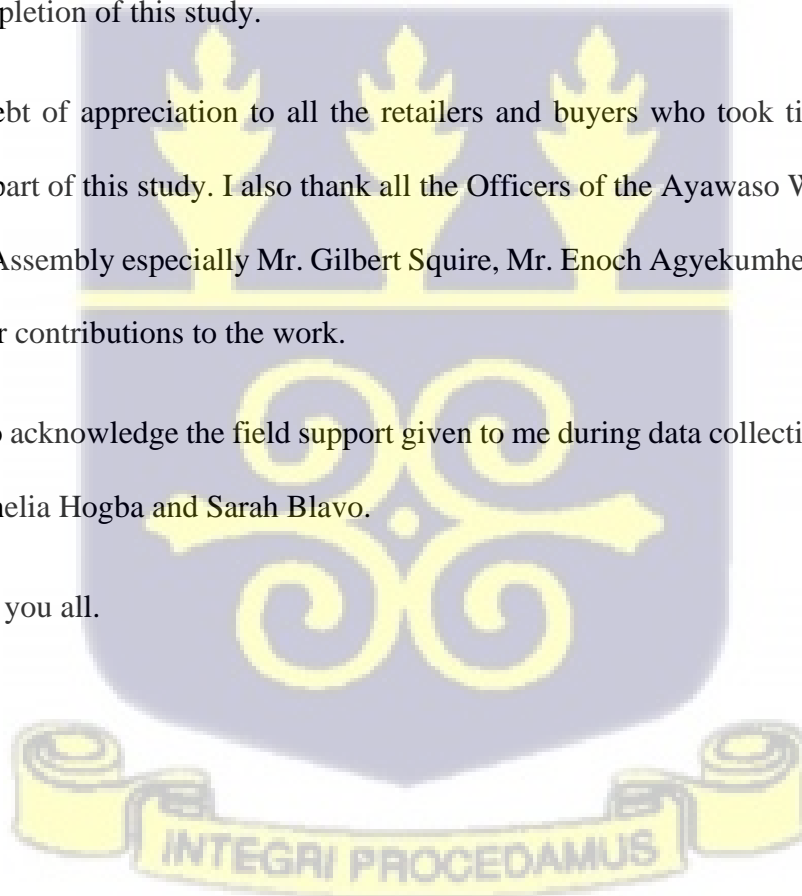 pletion of this study.
ebt of appreciation to all the retailers and buyers who took ti
part of this study. I also thank all the Officers of the Ayawaso W
Assembly especially Mr. Gilbert Squire, Mr. Enoch Agyekumhe
r contributions to the work.
o acknowledge the field support given to me during data collecti
nelia Hogba and Sarah Blavo.
you all.
INTEGRI PROCEDAMUS